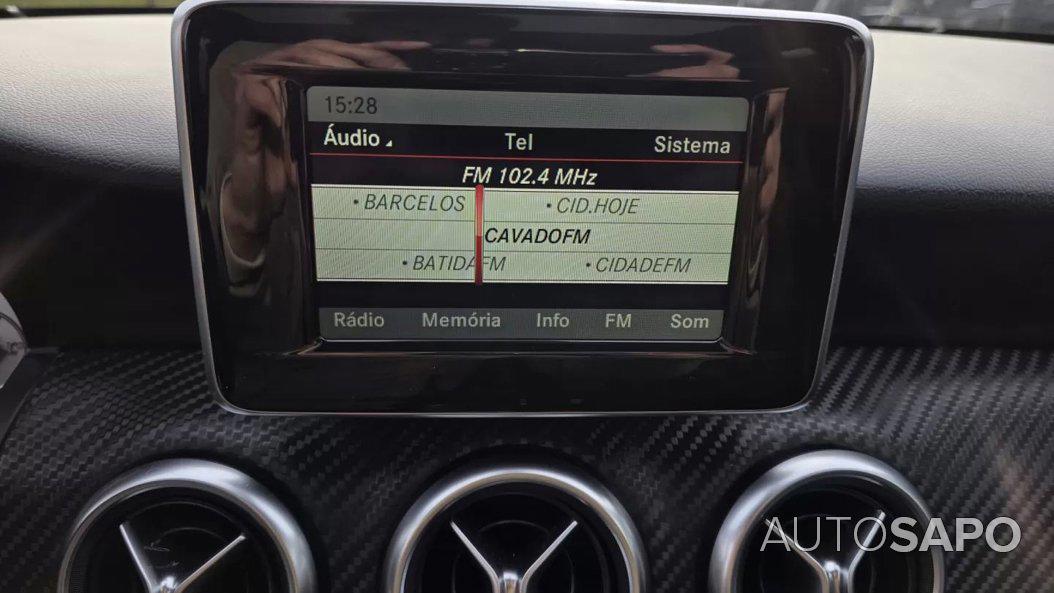 15:28
Áudio Tel Sistema
FM 102.4 MHz
• BARCELOS • CID.HOJE
CAVADOFM
• BATIDAFM • CIDADEFM
Rádio Memória Info FM Som
AUTOSAPO